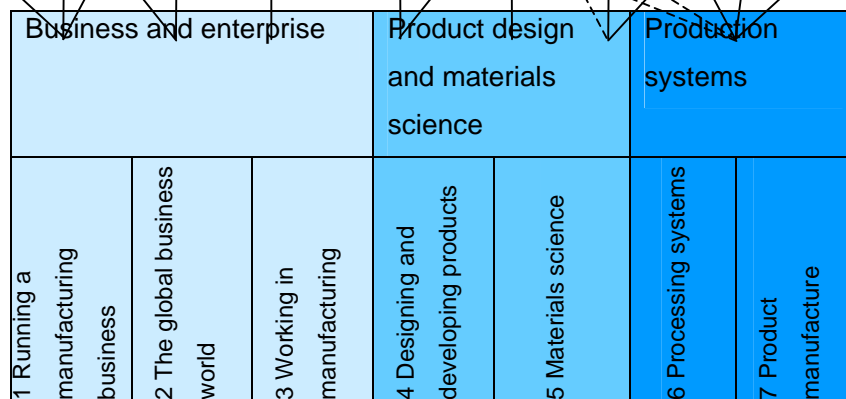 Business and enterprise
Product design
and materials
science
Production
systems
1 Running a
manufacturing
business
2 The global business
world
3 Working in
manufacturing
4 Designing and
developing products
5 Materials science
6 Processing systems
7 Product
manufacture